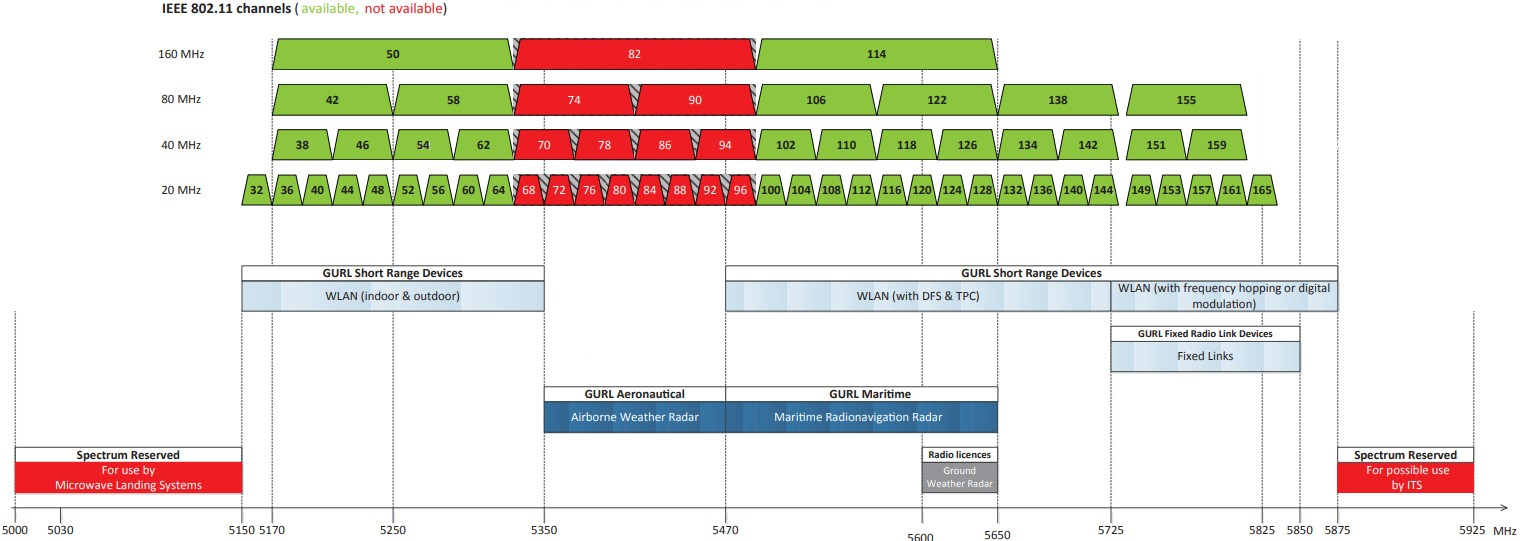 IEEE 802.11 channels ( available, not available)
160 MHz 50 82 114
80 MHz 42 58 74 90 106 122 138 155
40 MHz 38 46 54 62 70 78 86 94 102 110 118 126 134 142 151 159
20 MHz 32 36 40 44 48 52 56 60 64 68 72 76 80 84 88 92 96 100 104 108 112 116 120 124 128 132 136 140 144 149 153 157 161 165
GURL Short Range Devices GURL Short Range Devices
WLAN (indoor & outdoor) WLAN (with DFS & TPC) WLAN (with frequency hopping or digital
modulation)
GURL Fixed Radio Link Devices
Fixed Links
GURL Aeronautical GURL Maritime
Airborne Weather Radar Maritime Radionavigation Radar
Spectrum Reserved Radio licences Spectrum Reserved
For use by
Microwave Landing Systems
Ground
Weather Radar
For possible use
by ITS
5000 5030 5150 5170 5250 5350 5470 5600 5650 5725 5825 5850 5875 5925 MHz